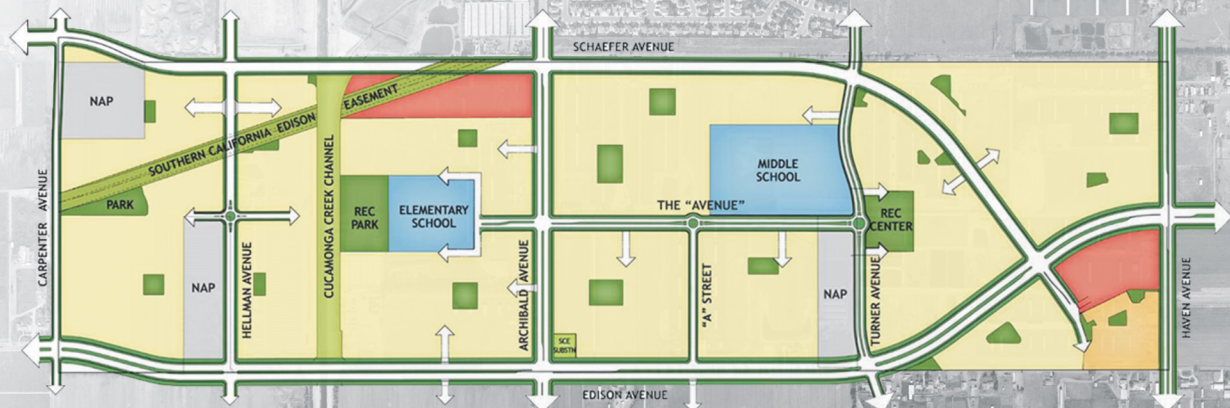 SCHAEFER AVENUE
NAP
SOUTHERN CALIFORNIA EDISON EASEMENT
PARK
CARPENTER AVENUE
NAP
HELLMAN AVENUE
CUCAMONGA CREEK CHANNEL
REC
PARK
ELEMENTARY
SCHOOL
ARCHIBALD AVENUE
SCE
SUBSTN
MIDDLE
SCHOOL
THE "AVENUE"
"A" STREET
NAP
REC
CENTER
TURNER AVENUE
HAVEN AVENUE
EDISON AVENUE